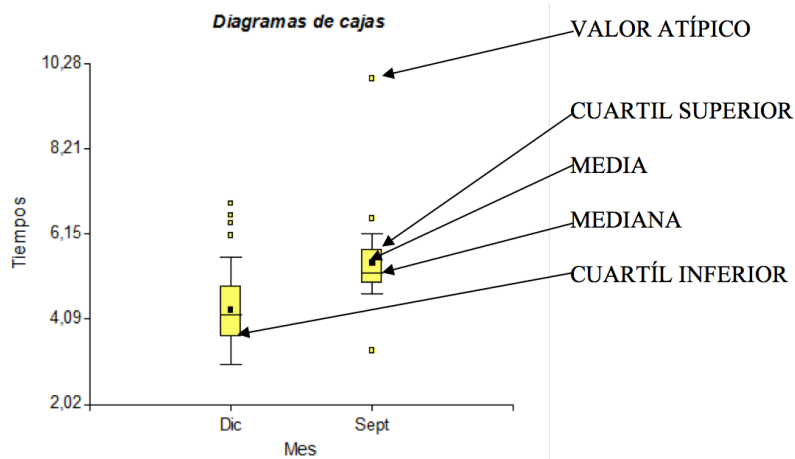 Diagramas de cajas
VALOR ATÍPICO
10,28
CUARTIL SUPERIOR
8,21
MEDIA
MEDIANA
6,15
Tiempos
CUARTÍL INFERIOR
4,09
2,02
Dic
Sept
Mes